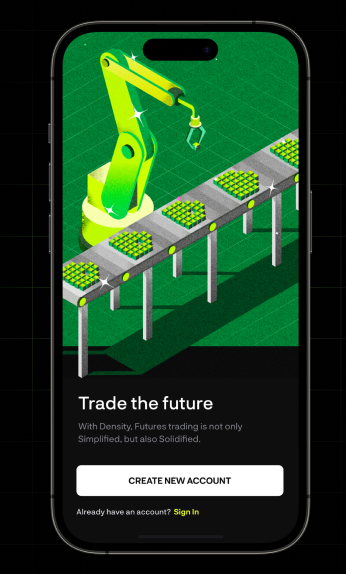 Trade the future
With Density, Futures trading is not only
Simplified, but also Solidified.
CREATE NEW ACCOUNT
Already have an account? Sign In